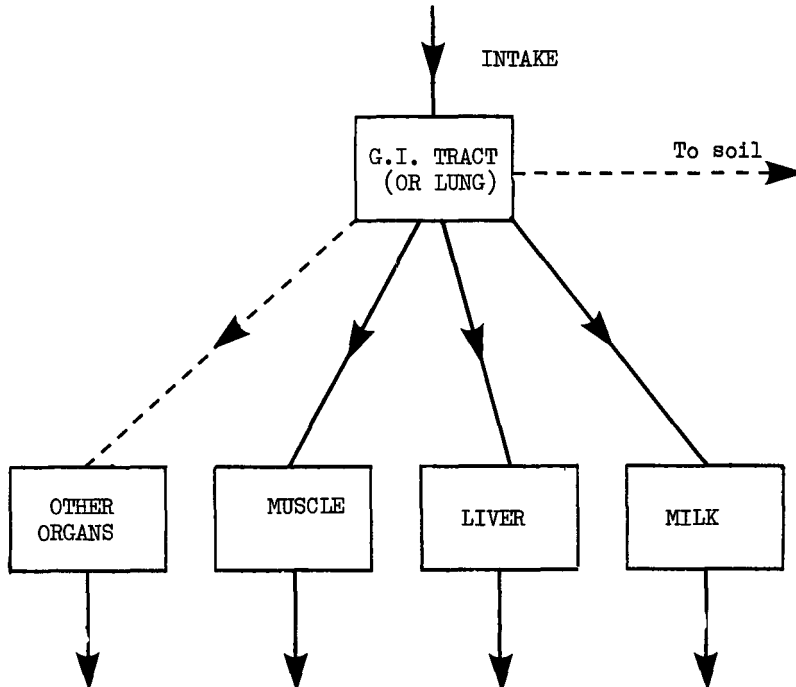 INTAKE
G.I. TRACT
(OR LUNG)
To soil
OTHER
ORGANS
MUSCLE
LIVER
MILK